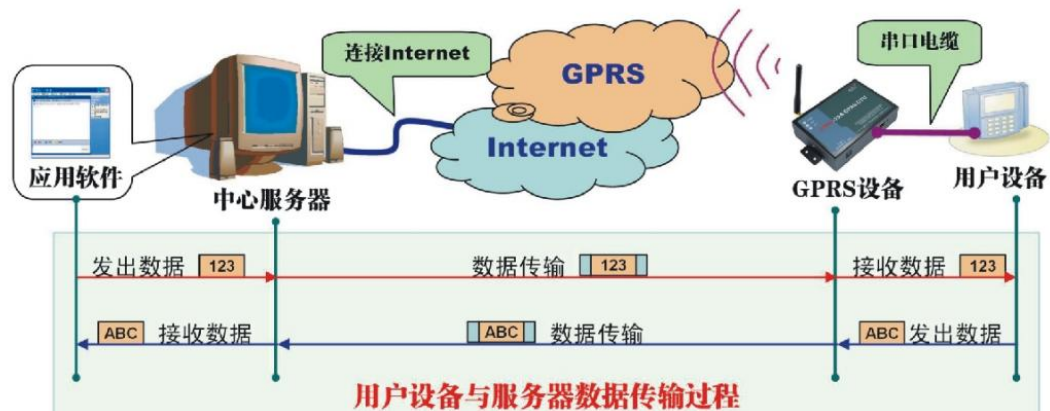 连接Internet
串口电缆
GPRS
Internet
应用软件
中心服务器
GPRS设备
用户设备
发出数据 123
数据传输 123
接收数据 123
ABC 接收数据
ABC 数据传输
ABC 发出数据
用户设备与服务器数据传输过程